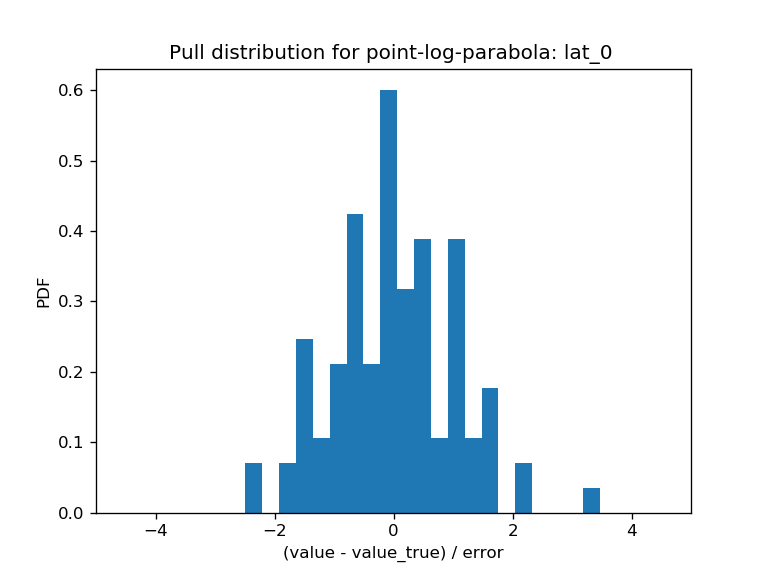 Pull distribution for point-log-parabola: lat_0
0.6
0.5
0.4
0.3
0.2
0.1
0.0
PDF
−4 −2 0 2 4
(value - value_true) / error